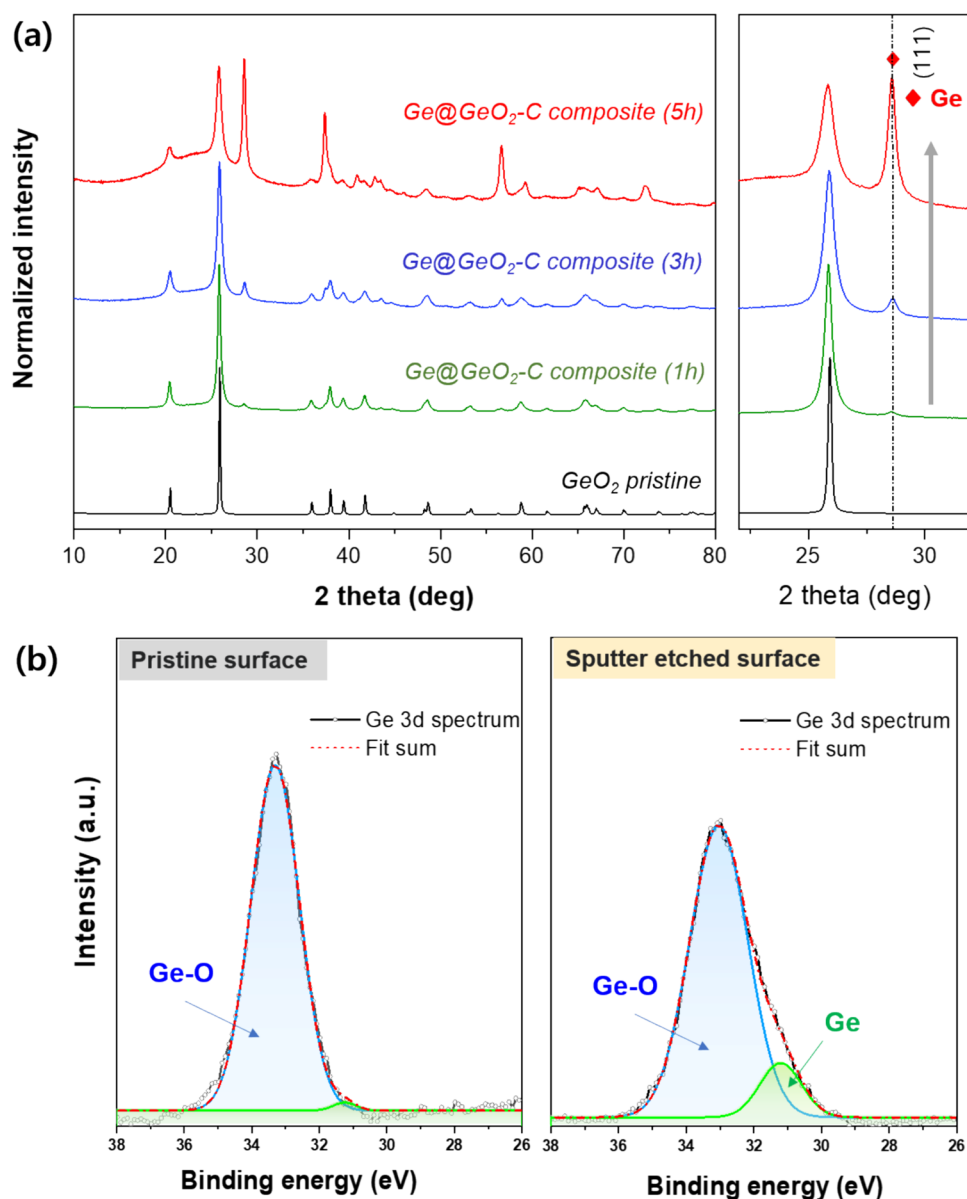 (a)
Normalized intensity
Ge@GeO₂-C composite (5h)
Ge@GeO₂-C composite (3h)
Ge@GeO₂-C composite (1h)
GeO₂ pristine
10 20 30 40 50 60 70 80
2 theta (deg)
(111)
◆ Ge
25 30
2 theta (deg)
(b)
Pristine surface
Ge 3d spectrum
Fit sum
Ge-O
Intensity (a.u.)
38 36 34 32 30 28 26
Binding energy (eV)
Sputter etched surface
Ge 3d spectrum
Fit sum
Ge-O
Ge
38 36 34 32 30 28 26
Binding energy (eV)